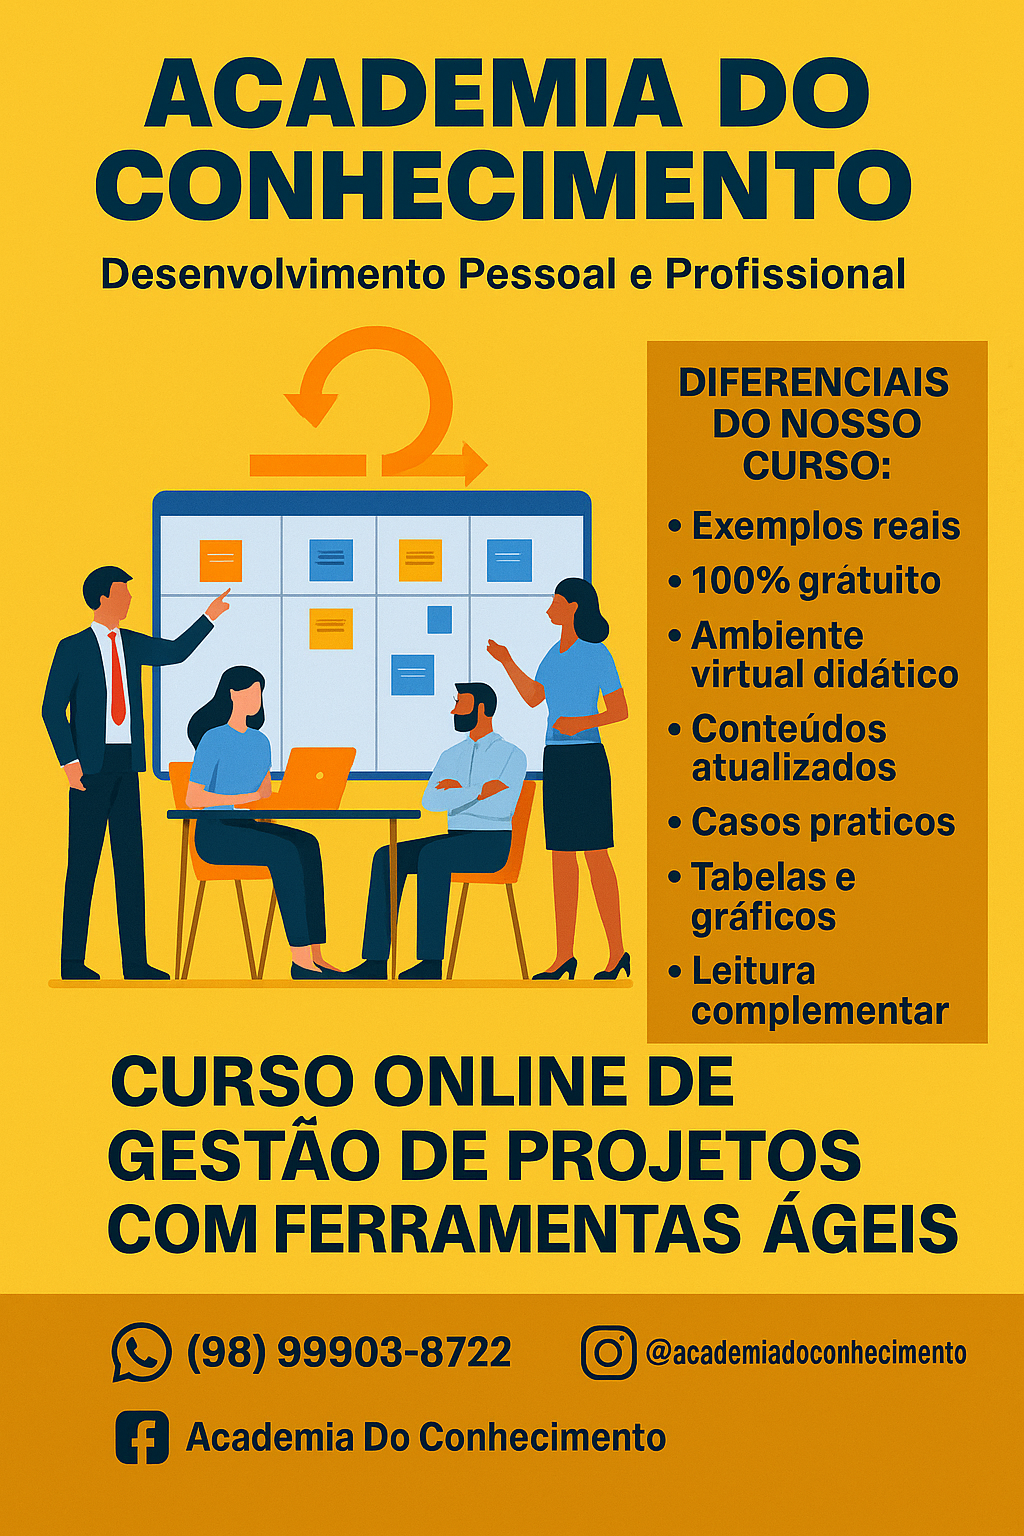 ACADEMIA DO
CONHECIMENTO
Desenvolvimento Pessoal e Profissional
DIFERENCIAIS
DO NOSSO
CURSO:
• Exemplos reais
• 100% grátuito
• Ambiente
virtual didático
• Conteúdos
atualizados
• Casos praticos
• Tabelas e
gráficos
• Leitura
complementar
CURSO ONLINE DE
GESTÃO DE PROJETOS
COM FERRAMENTAS ÁGEIS
(98) 99903-8722
@academiadoconhecimento
Academia Do Conhecimento